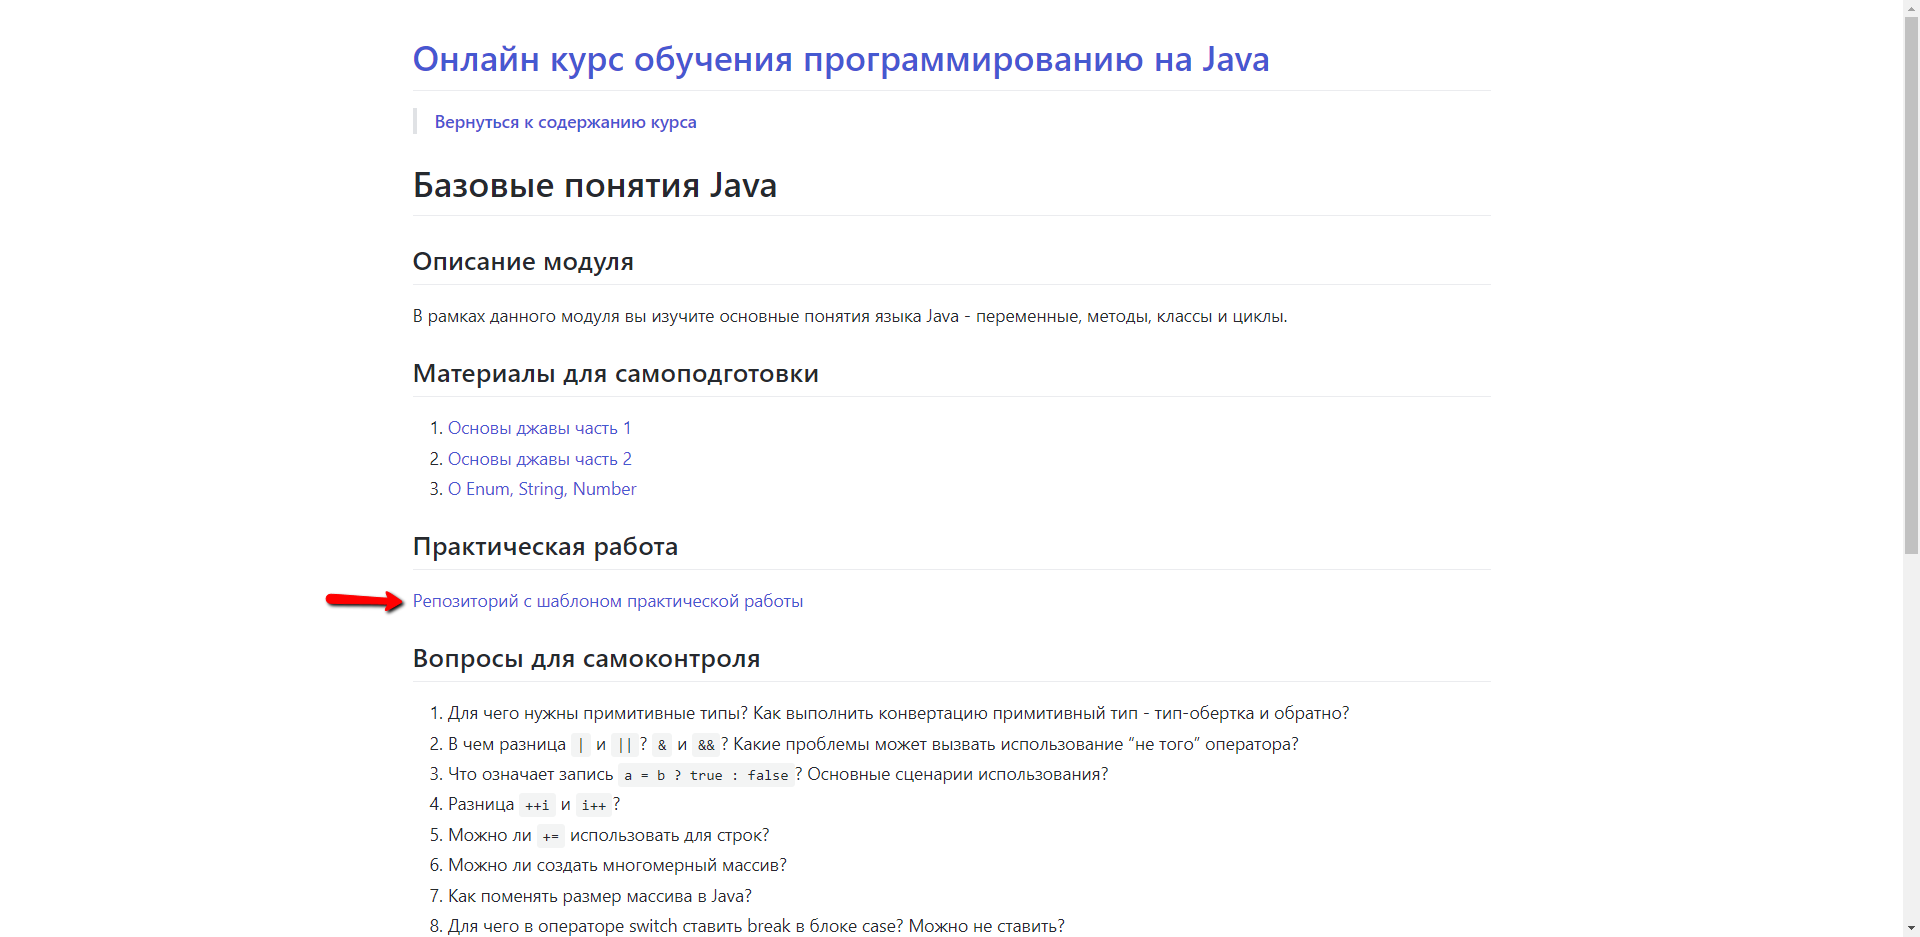 Онлайн курс обучения программированию на Java
Вернуться к содержанию курса
Базовые понятия Java
Описание модуля
В рамках данного модуля вы изучите основные понятия языка Java - переменные, методы, классы и циклы.
Материалы для самоподготовки
1. Основы джавы часть 1
2. Основы джавы часть 2
3. О Enum, String, Number
Практическая работа
Репозиторий с шаблоном практической работы
Вопросы для самоконтроля
1. Для чего нужны примитивные типы? Как выполнить конвертацию примитивный тип - тип-обертка и обратно?
2. В чем разница | и ||? & и &&? Какие проблемы может вызвать использование “не того” оператора?
3. Что означает запись a = b ? true : false? Основные сценарии использования?
4. Разница ++i и i++?
5. Можно ли += использовать для строк?
6. Можно ли создать многомерный массив?
7. Как поменять размер массива в Java?
8. Для чего в операторе switch ставить break в блоке case? Можно не ставить?